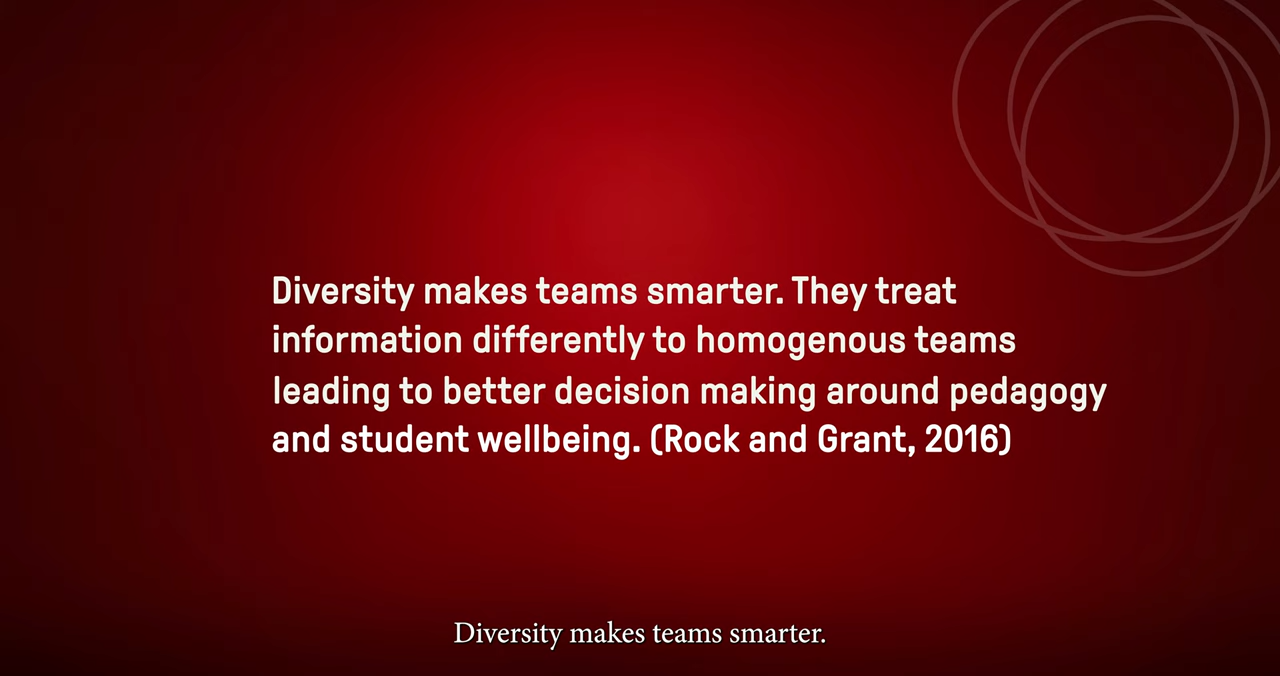 Diversity makes teams smarter. They treat
information differently to homogenous teams
leading to better decision making around pedagogy
and student wellbeing. (Rock and Grant, 2016)
Diversity makes teams smarter.